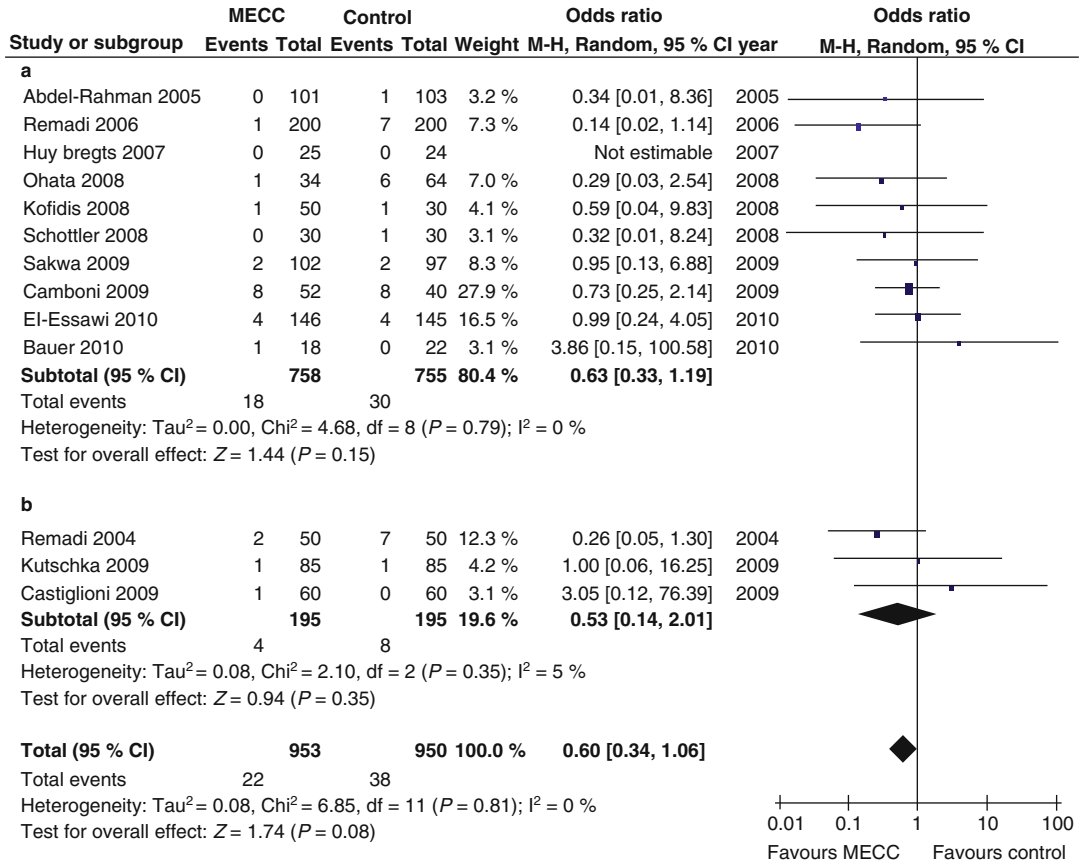 MECC Control Odds ratio Odds ratio
Study or subgroup Events Total Events Total Weight M-H, Random, 95 % CI year M-H, Random, 95 % CI
a
Abdel-Rahman 2005 0 101 1 103 3.2 % 0.34 [0.01, 8.36] 2005
Remadi 2006 1 200 7 200 7.3 % 0.14 [0.02, 1.14] 2006
Huy bregts 2007 0 25 0 24 Not estimable 2007
Ohata 2008 1 34 6 64 7.0 % 0.29 [0.03, 2.54] 2008
Kofidis 2008 1 50 1 30 4.1 % 0.59 [0.04, 9.83] 2008
Schottler 2008 0 30 1 30 3.1 % 0.32 [0.01, 8.24] 2008
Sakwa 2009 2 102 2 97 8.3 % 0.95 [0.13, 6.88] 2009
Camboni 2009 8 52 8 40 27.9 % 0.73 [0.25, 2.14] 2009
EI-Essawi 2010 4 146 4 145 16.5 % 0.99 [0.24, 4.05] 2010
Bauer 2010 1 18 0 22 3.1 % 3.86 [0.15, 100.58] 2010
Subtotal (95 % CI) 758 755 80.4 % 0.63 [0.33, 1.19]
Total events 18 30
Heterogeneity: Tau² = 0.00, Chi² = 4.68, df = 8 (P = 0.79); I² = 0 %
Test for overall effect: Z = 1.44 (P = 0.15)
b
Remadi 2004 2 50 7 50 12.3 % 0.26 [0.05, 1.30] 2004
Kutschka 2009 1 85 1 85 4.2 % 1.00 [0.06, 16.25] 2009
Castiglioni 2009 1 60 0 60 3.1 % 3.05 [0.12, 76.39] 2009
Subtotal (95 % CI) 195 195 19.6 % 0.53 [0.14, 2.01]
Total events 4 8
Heterogeneity: Tau² = 0.08, Chi² = 2.10, df = 2 (P = 0.35); I² = 5 %
Test for overall effect: Z = 0.94 (P = 0.35)
Total (95 % CI) 953 950 100.0 % 0.60 [0.34, 1.06]
Total events 22 38
Heterogeneity: Tau² = 0.08, Chi² = 6.85, df = 11 (P = 0.81); I² = 0 %
Test for overall effect: Z = 1.74 (P = 0.08)
0.01 0.1 1 10 100
Favours MECC Favours control